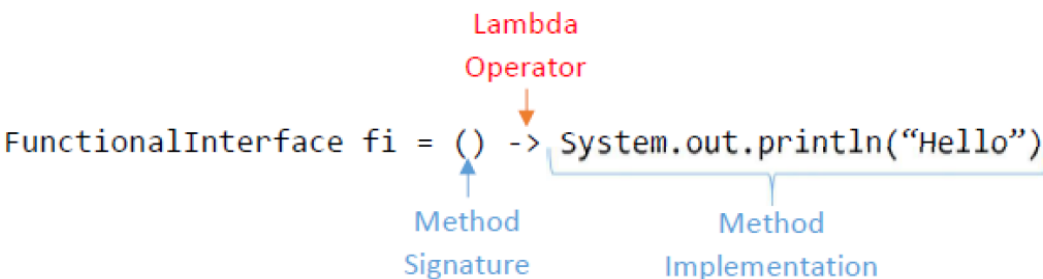 Lambda
Operator
FunctionalInterface fi = () -> System.out.println(“Hello”)
Method
Signature
Method
Implementation